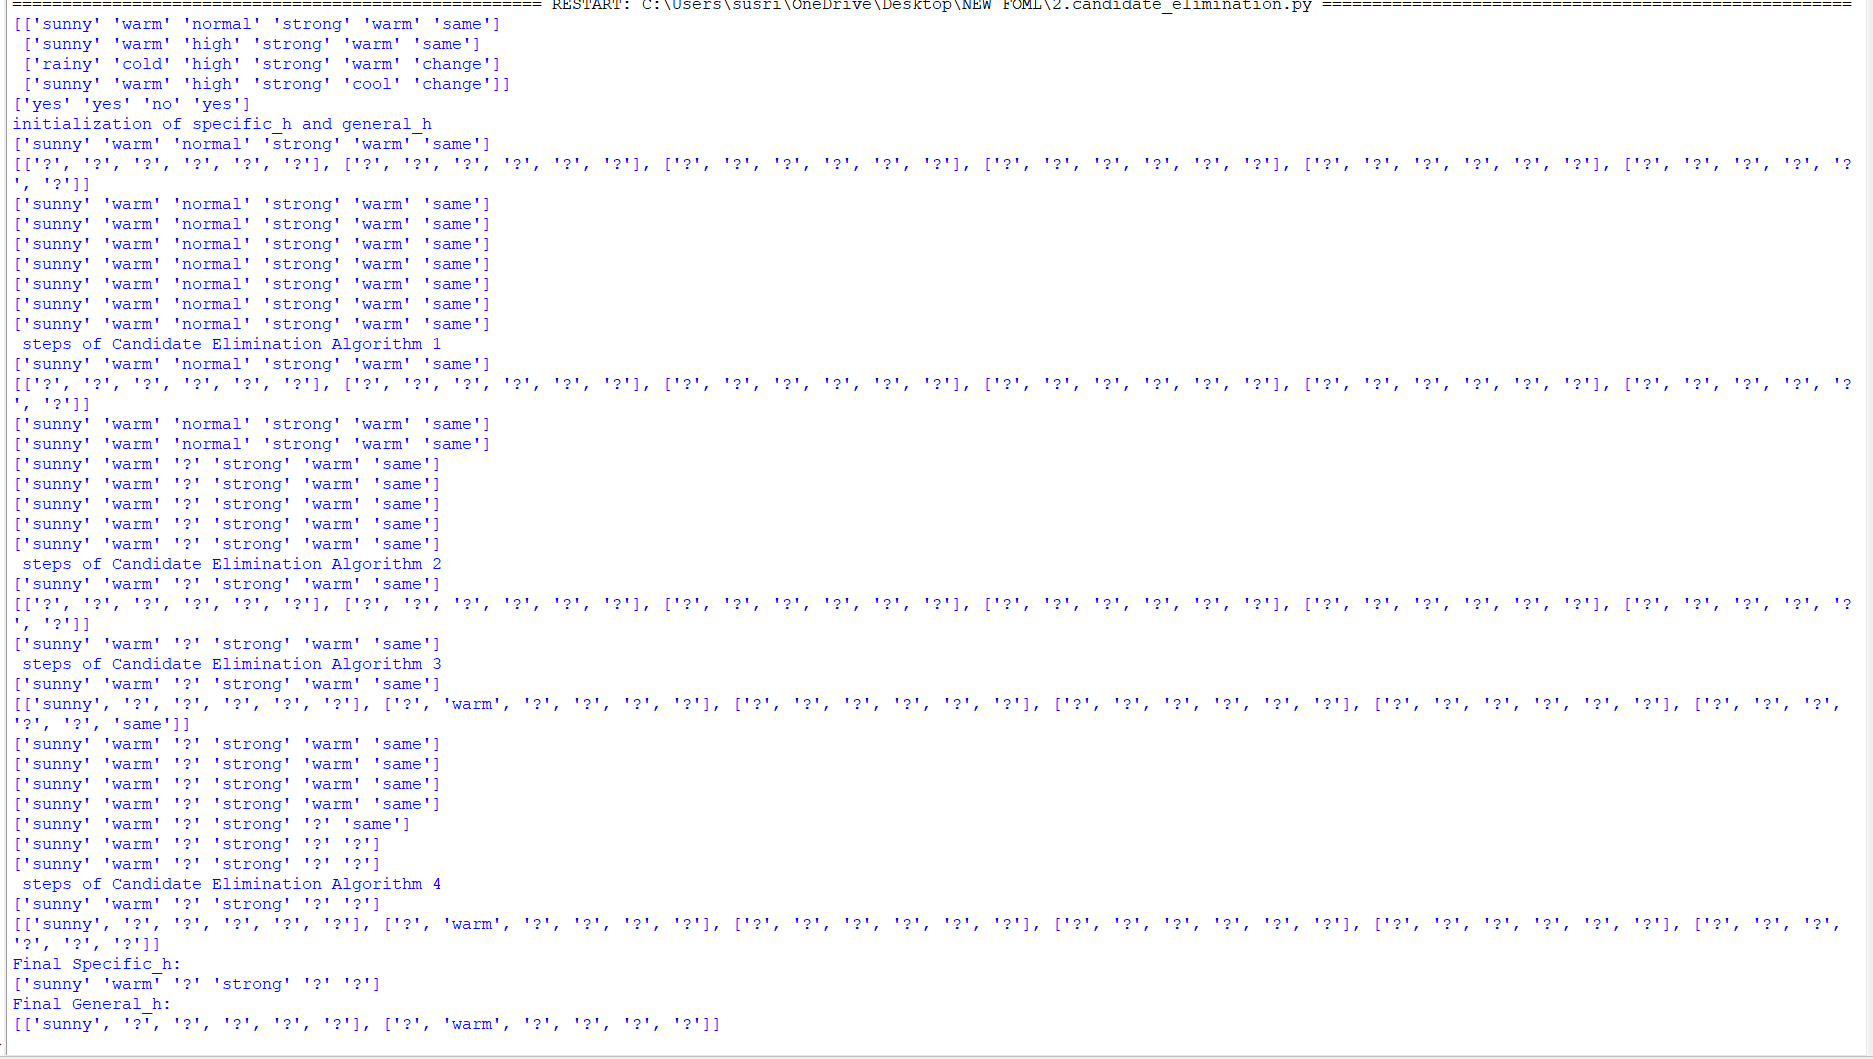 ===================================================== RESTART: C:\Users\susri\OneDrive\Desktop\NEW FOML\2.candidate_elimination.py =====================================================
[['sunny' 'warm' 'normal' 'strong' 'warm' 'same']
 ['sunny' 'warm' 'high' 'strong' 'warm' 'same']
 ['rainy' 'cold' 'high' 'strong' 'warm' 'change']
 ['sunny' 'warm' 'high' 'strong' 'cool' 'change']]
['yes' 'yes' 'no' 'yes']
initialization of specific_h and general_h
['sunny' 'warm' 'normal' 'strong' 'warm' 'same']
[['?', '?', '?', '?', '?', '?'], ['?', '?', '?', '?', '?', '?'], ['?', '?', '?', '?', '?', '?'], ['?', '?', '?', '?', '?', '?'], ['?', '?', '?', '?', '?', '?'], ['?', '?', '?', '?', '?
', '?']]
['sunny' 'warm' 'normal' 'strong' 'warm' 'same']
['sunny' 'warm' 'normal' 'strong' 'warm' 'same']
['sunny' 'warm' 'normal' 'strong' 'warm' 'same']
['sunny' 'warm' 'normal' 'strong' 'warm' 'same']
['sunny' 'warm' 'normal' 'strong' 'warm' 'same']
['sunny' 'warm' 'normal' 'strong' 'warm' 'same']
['sunny' 'warm' 'normal' 'strong' 'warm' 'same']
 steps of Candidate Elimination Algorithm 1
['sunny' 'warm' 'normal' 'strong' 'warm' 'same']
[['?', '?', '?', '?', '?', '?'], ['?', '?', '?', '?', '?', '?'], ['?', '?', '?', '?', '?', '?'], ['?', '?', '?', '?', '?', '?'], ['?', '?', '?', '?', '?', '?'], ['?', '?', '?', '?', '?
', '?']]
['sunny' 'warm' 'normal' 'strong' 'warm' 'same']
['sunny' 'warm' 'normal' 'strong' 'warm' 'same']
['sunny' 'warm' '?' 'strong' 'warm' 'same']
['sunny' 'warm' '?' 'strong' 'warm' 'same']
['sunny' 'warm' '?' 'strong' 'warm' 'same']
['sunny' 'warm' '?' 'strong' 'warm' 'same']
['sunny' 'warm' '?' 'strong' 'warm' 'same']
 steps of Candidate Elimination Algorithm 2
['sunny' 'warm' '?' 'strong' 'warm' 'same']
[['?', '?', '?', '?', '?', '?'], ['?', '?', '?', '?', '?', '?'], ['?', '?', '?', '?', '?', '?'], ['?', '?', '?', '?', '?', '?'], ['?', '?', '?', '?', '?', '?'], ['?', '?', '?', '?', '?
', '?']]
['sunny' 'warm' '?' 'strong' 'warm' 'same']
 steps of Candidate Elimination Algorithm 3
['sunny' 'warm' '?' 'strong' 'warm' 'same']
[['sunny', '?', '?', '?', '?', '?'], ['?', 'warm', '?', '?', '?', '?'], ['?', '?', '?', '?', '?', '?'], ['?', '?', '?', '?', '?', '?'], ['?', '?', '?', '?', '?', '?'], ['?', '?', '?',
'?', '?', 'same']]
['sunny' 'warm' '?' 'strong' 'warm' 'same']
['sunny' 'warm' '?' 'strong' 'warm' 'same']
['sunny' 'warm' '?' 'strong' 'warm' 'same']
['sunny' 'warm' '?' 'strong' 'warm' 'same']
['sunny' 'warm' '?' 'strong' '?' 'same']
['sunny' 'warm' '?' 'strong' '?' '?']
['sunny' 'warm' '?' 'strong' '?' '?']
 steps of Candidate Elimination Algorithm 4
['sunny' 'warm' '?' 'strong' '?' '?']
[['sunny', '?', '?', '?', '?', '?'], ['?', 'warm', '?', '?', '?', '?'], ['?', '?', '?', '?', '?', '?'], ['?', '?', '?', '?', '?', '?'], ['?', '?', '?', '?', '?', '?'], ['?', '?', '?',
'?', '?', '?']]
Final Specific_h:
['sunny' 'warm' '?' 'strong' '?' '?']
Final General_h:
[['sunny', '?', '?', '?', '?', '?'], ['?', 'warm', '?', '?', '?', '?']]